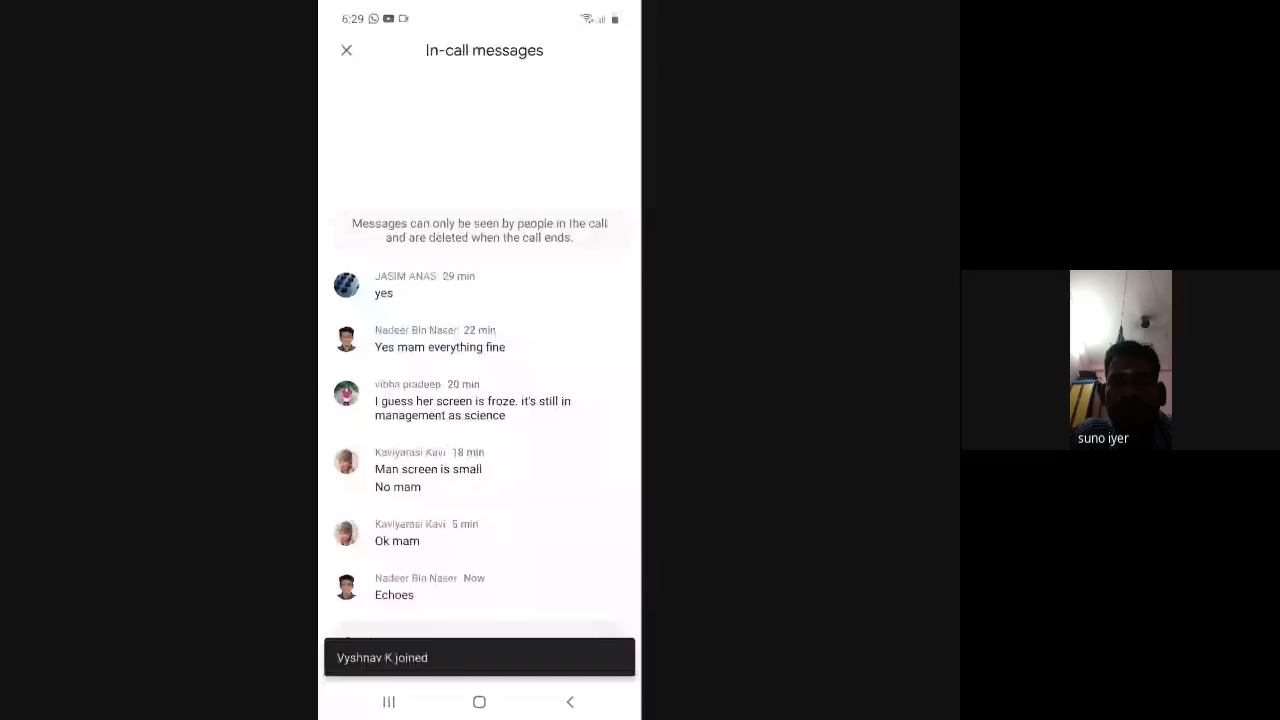 6:29
In-call messages
Messages can only be seen by people in the call
and are deleted when the call ends.
JASIM ANAS 29 min
yes
Nadeer Bin Naser 22 min
Yes mam everything fine
vibha pradeep 20 min
I guess her screen is froze. it's still in
management as science
Kaviyarasi Kavi 18 min
Man screen is small
No mam
Kaviyarasi Kavi 5 min
Ok mam
Nadeer Bin Naser Now
Echoes
Vyshnav K joined
suno iyer